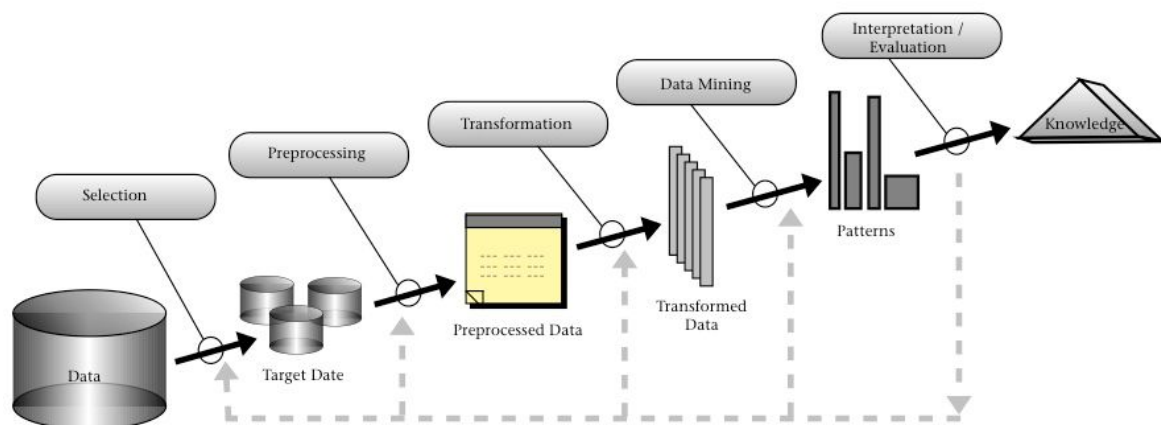 Interpretation /
Evaluation
Data Mining
Transformation
Preprocessing
Selection
Knowledge
Patterns
Transformed
Data
Preprocessed Data
Target Date
Data